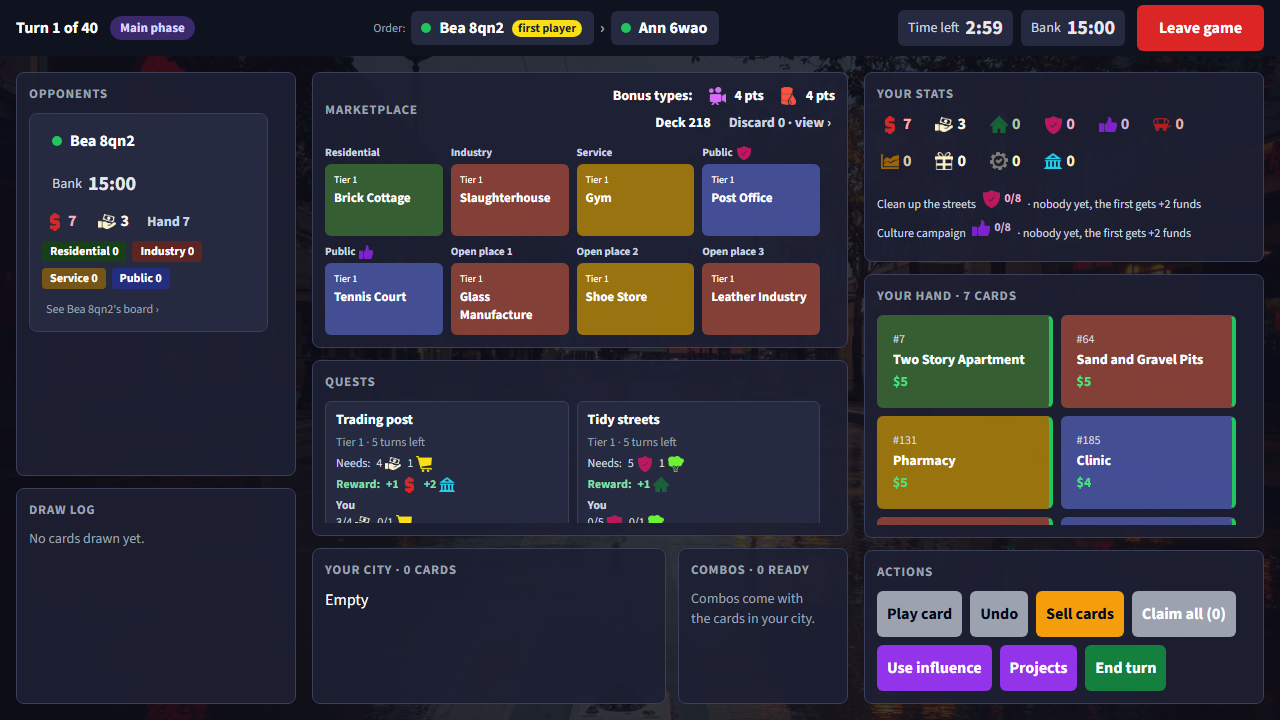 Turn 1 of 40 Main phase Order: Bea 8qn2 first player › Ann 6wao Time left 2:59 Bank 15:00 Leave game
OPPONENTS
Bea 8qn2
Bank 15:00
7 3 Hand 7
Residential 0 Industry 0
Service 0 Public 0
See Bea 8qn2's board ›
DRAW LOG
No cards drawn yet.
MARKETPLACE
Bonus types: 4 pts 4 pts
Deck 218 Discard 0 · view ›
Residential Industry Service Public
Tier 1 Tier 1 Tier 1 Tier 1
Brick Cottage Slaughterhouse Gym Post Office
Public Open place 1 Open place 2 Open place 3
Tier 1 Tier 1 Tier 1 Tier 1
Tennis Court Glass Manufacture Shoe Store Leather Industry
QUESTS
Trading post
Tier 1 · 5 turns left
Needs: 4 1
Reward: +1 +2
You
3/4 0/1
Tidy streets
Tier 1 · 5 turns left
Needs: 5 1
Reward: +1
You
0/5 0/1
YOUR CITY · 0 CARDS
Empty
COMBOS · 0 READY
Combos come with
the cards in your city.
YOUR STATS
7 3 0 0 0 0
0 0 0 0
Clean up the streets 0/8 · nobody yet, the first gets +2 funs
Culture campaign 0/8 · nobody yet, the first gets +2 funs
YOUR HAND · 7 CARDS
#7 #64
Two Story Apartment Sand and Gravel Pits
$5 $5
#131 #185
Pharmacy Clinic
$5 $4
ACTIONS
Play card Undo Sell cards Claim all (0)
Use influence Projects End turn